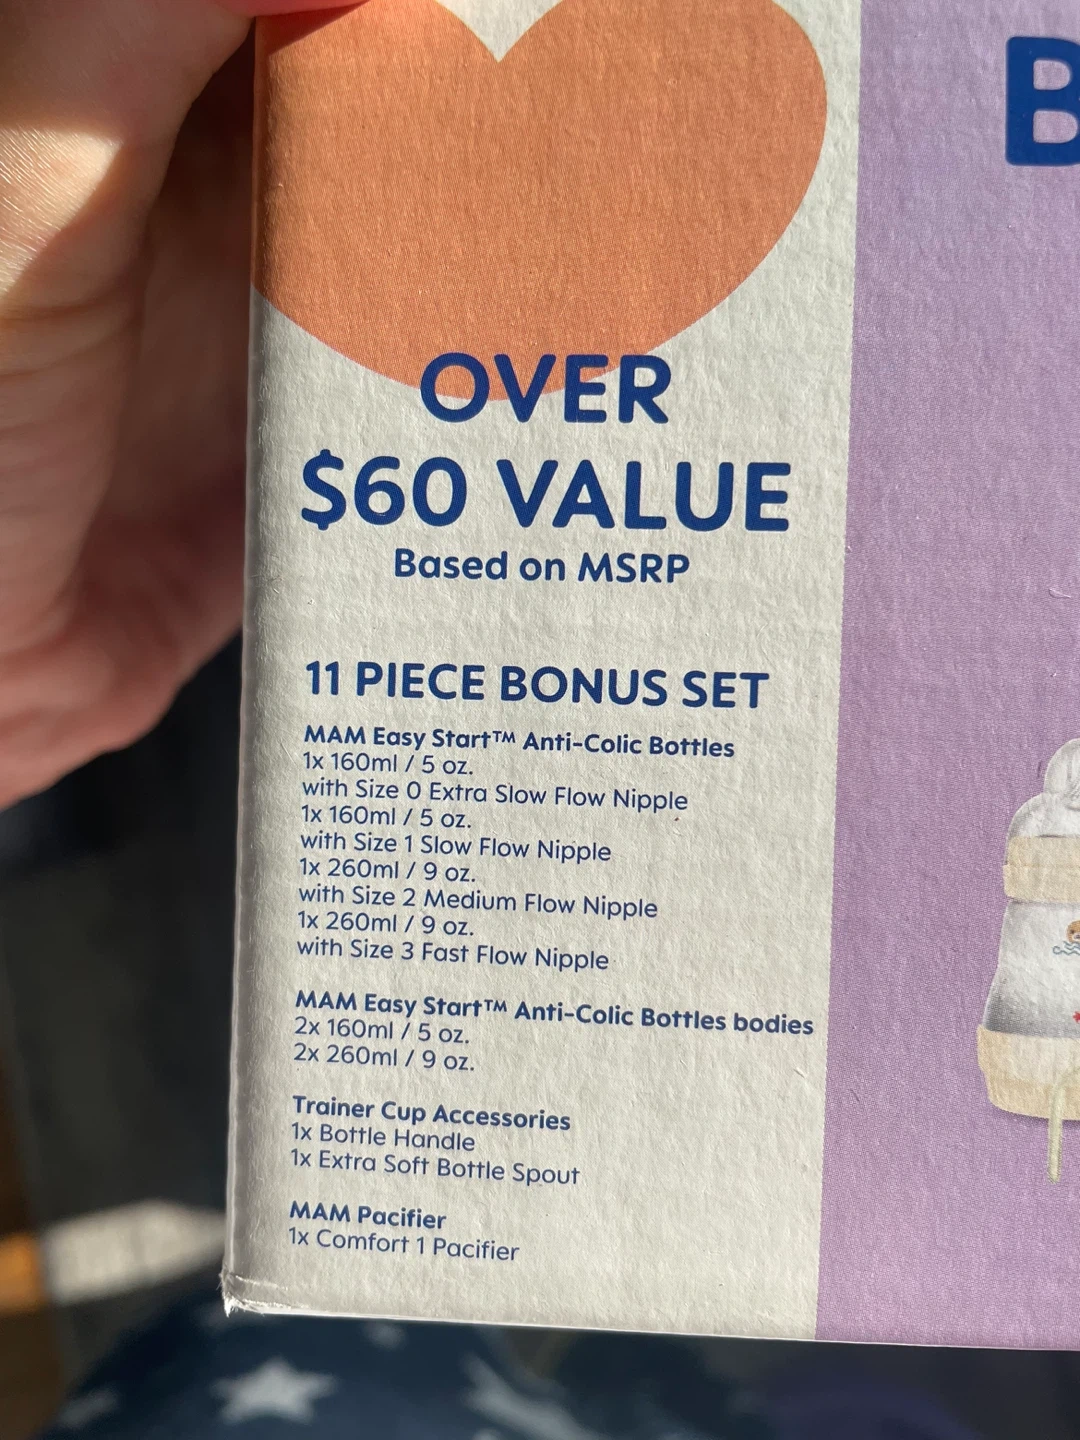 OVER
$60 VALUE
Based on MSRP
11 PIECE BONUS SET
MAM Easy Start™ Anti-Colic Bottles
1x 160ml / 5 oz.
with Size 0 Extra Slow Flow Nipple
1x 160ml / 5 oz.
with Size 1 Slow Flow Nipple
1x 260ml / 9 oz.
with Size 2 Medium Flow Nipple
1x 260ml / 9 oz.
with Size 3 Fast Flow Nipple
MAM Easy Start™ Anti-Colic Bottles bodies
2x 160ml / 5 oz.
2x 260ml / 9 oz.
Trainer Cup Accessories
1x Bottle Handle
1x Extra Soft Bottle Spout
MAM Pacifier
1x Comfort 1 Pacifier
B